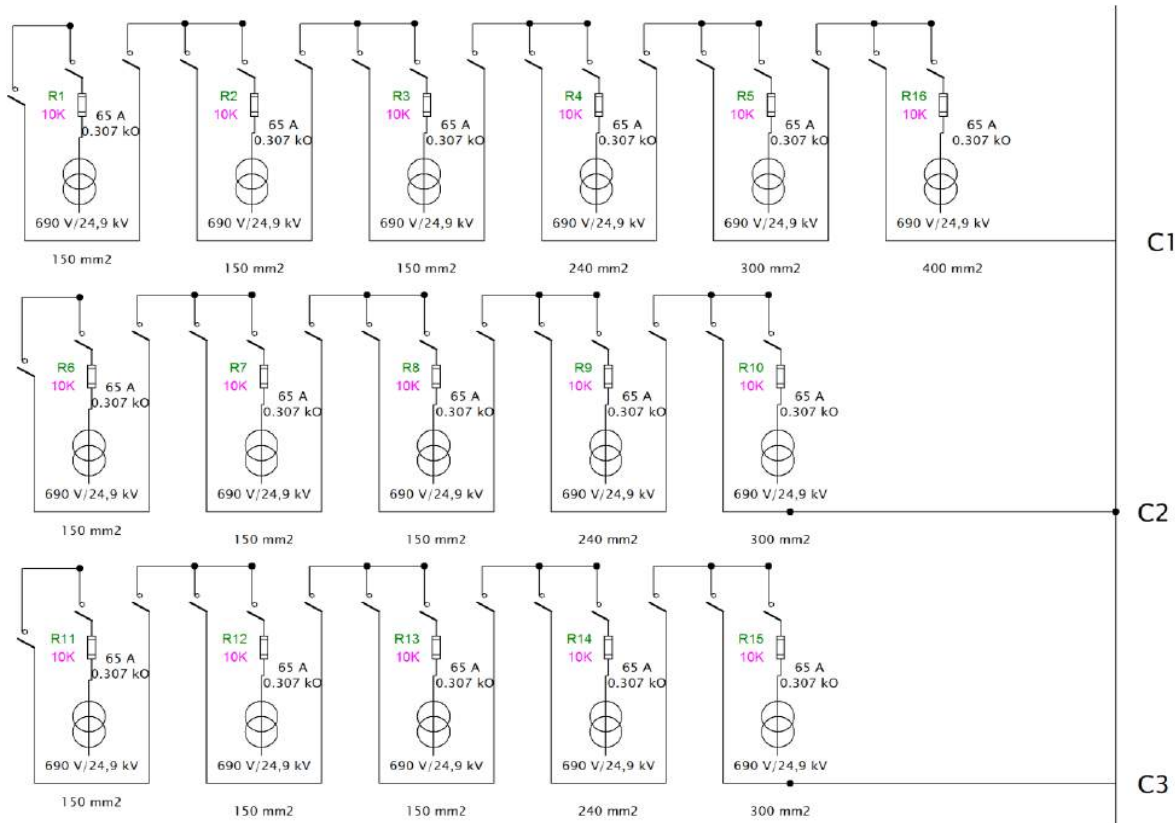 R1
10K
65 A
0.307 kO
690 V/24,9 kV
150 mm2
R2
10K
65 A
0.307 kO
690 V/24,9 kV
150 mm2
R3
10K
65 A
0.307 kO
690 V/24,9 kV
150 mm2
R4
10K
65 A
0.307 kO
690 V/24,9 kV
240 mm2
R5
10K
65 A
0.307 kO
690 V/24,9 kV
300 mm2
R16
10K
65 A
0.307 kO
690 V/24,9 kV
400 mm2
C1
R6
10K
65 A
0.307 kO
690 V/24,9 kV
150 mm2
R7
10K
65 A
0.307 kO
690 V/24,9 kV
150 mm2
R8
10K
65 A
0.307 kO
690 V/24,9 kV
150 mm2
R9
10K
65 A
0.307 kO
690 V/24,9 kV
240 mm2
R10
10K
65 A
0.307 kO
690 V/24,9 kV
300 mm2
C2
R11
10K
65 A
0.307 kO
690 V/24,9 kV
150 mm2
R12
10K
65 A
0.307 kO
690 V/24,9 kV
150 mm2
R13
10K
65 A
0.307 kO
690 V/24,9 kV
150 mm2
R14
10K
65 A
0.307 kO
690 V/24,9 kV
240 mm2
R15
10K
65 A
0.307 kO
690 V/24,9 kV
300 mm2
C3